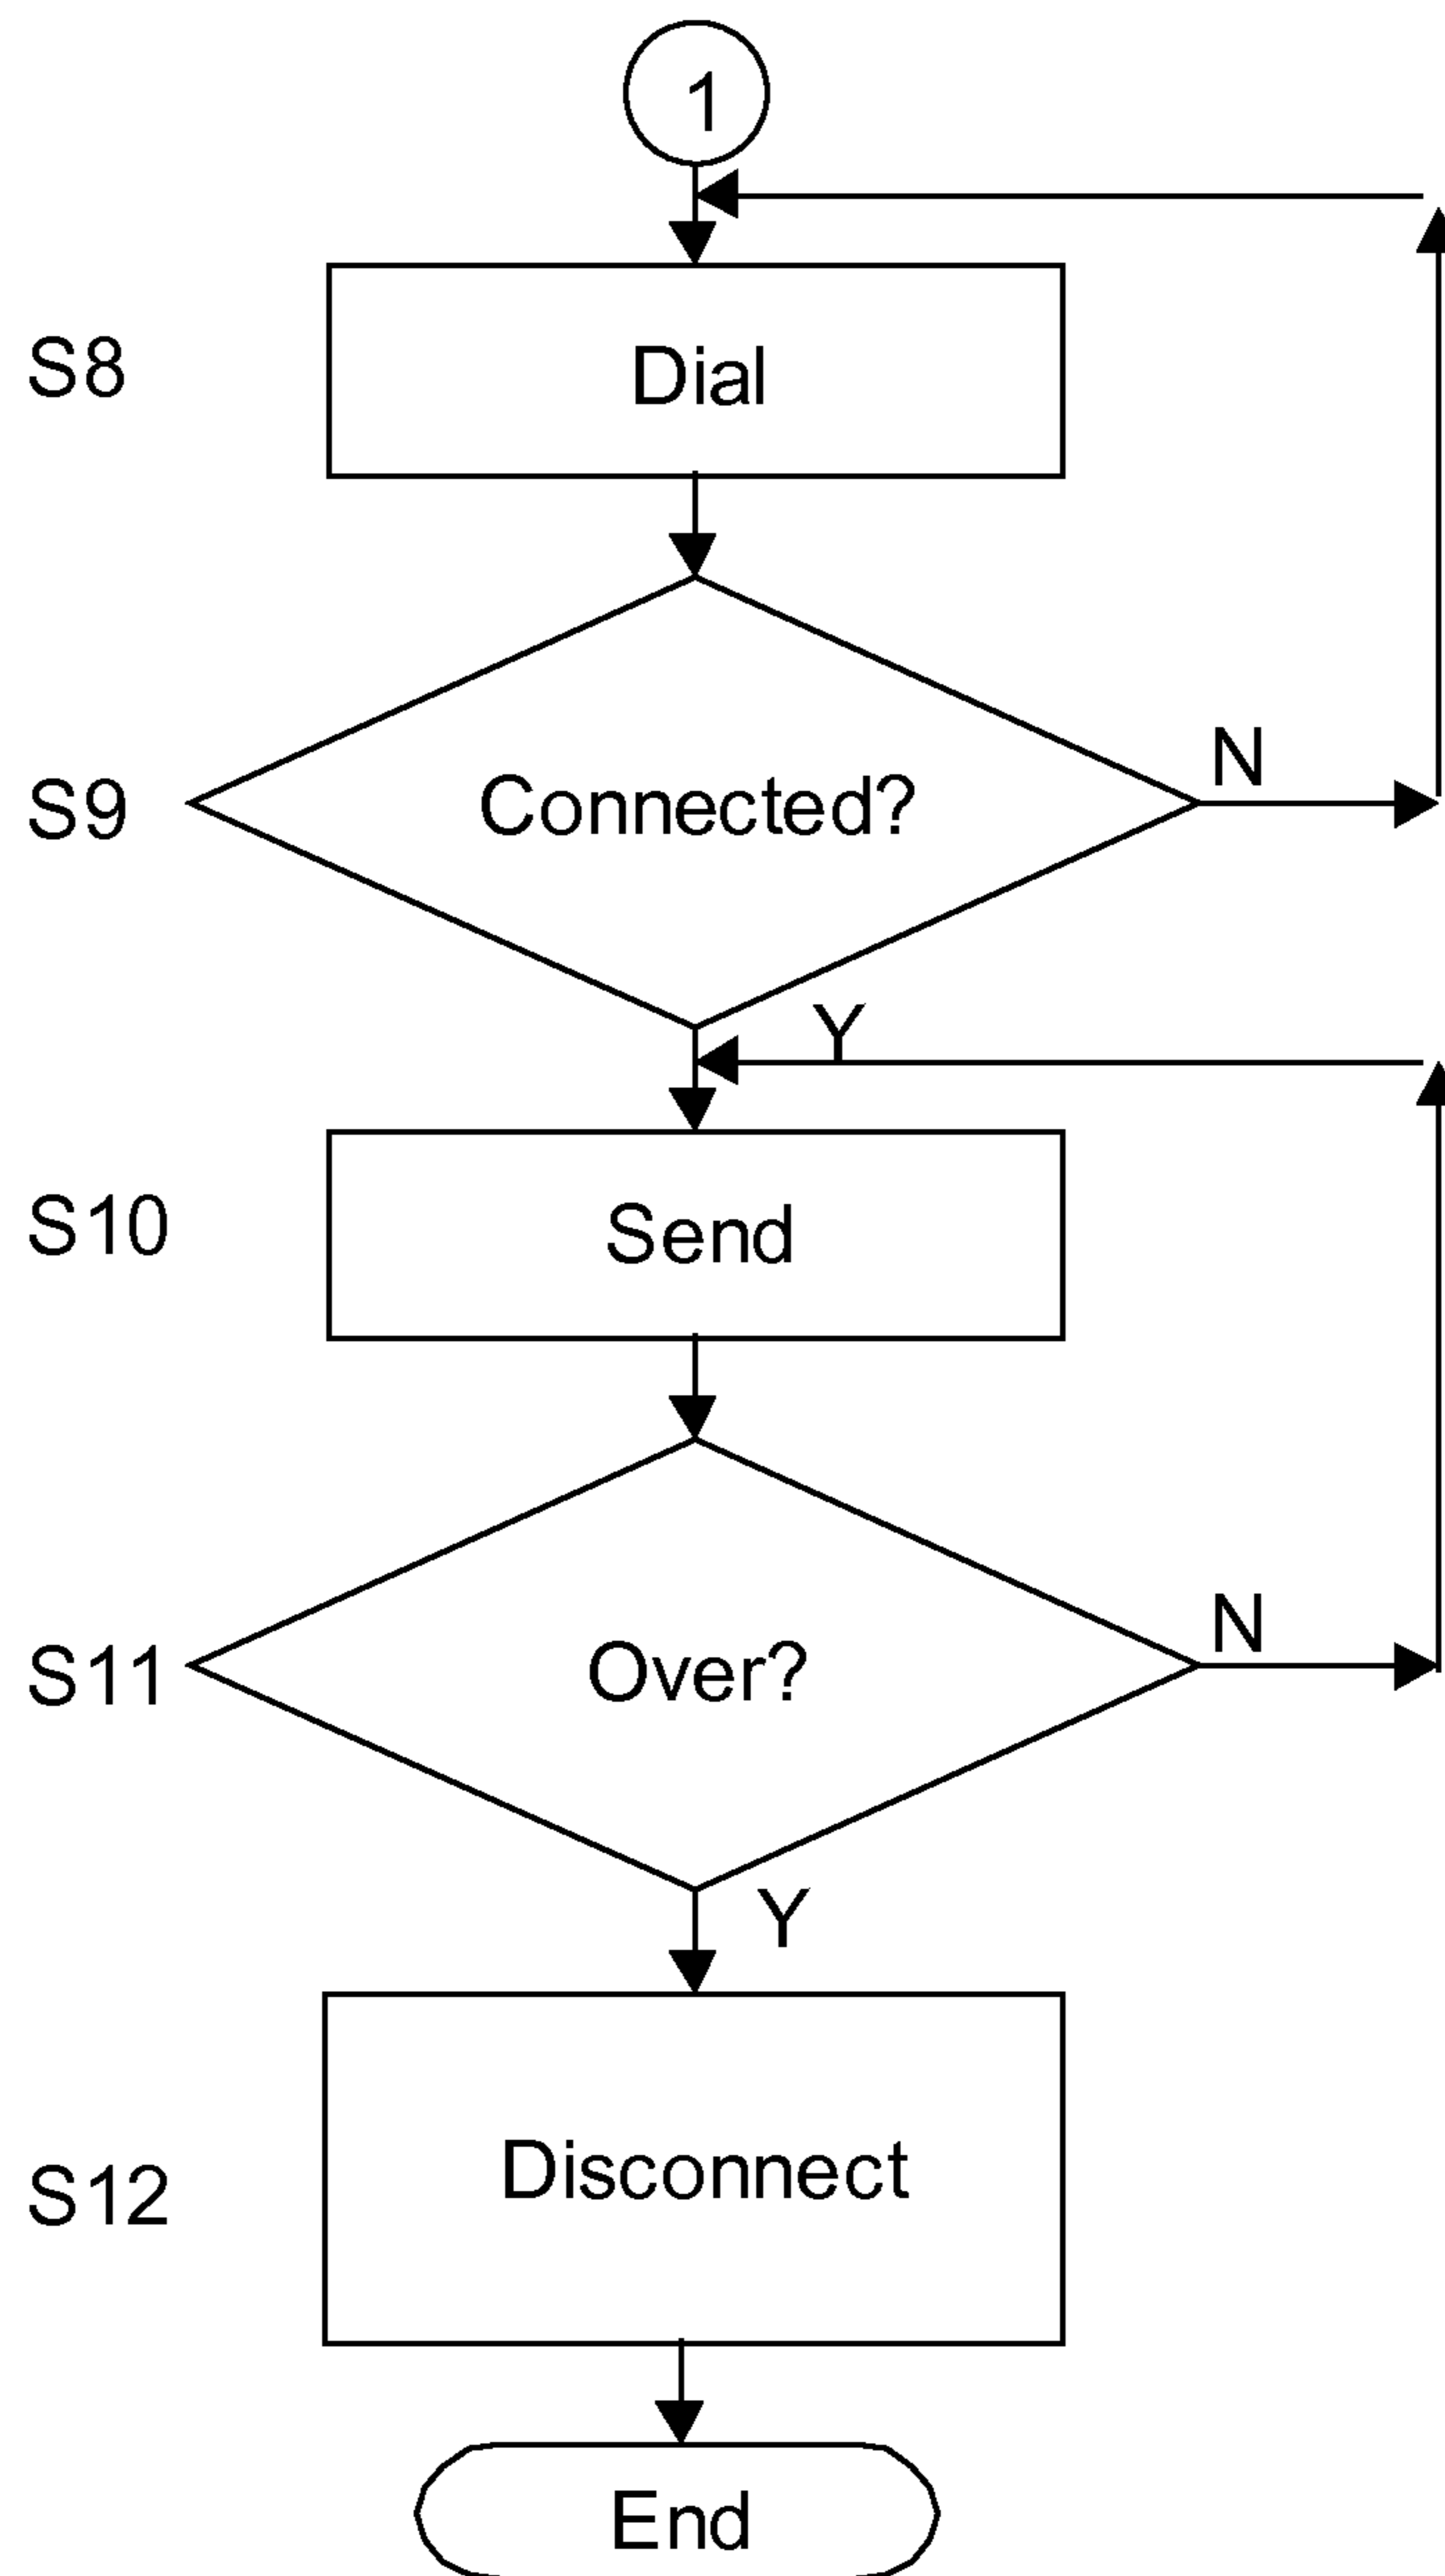 1
S8
Dial
S9
Connected?
N
Y
S10
Send
S11
Over?
N
Y
S12
Disconnect
End